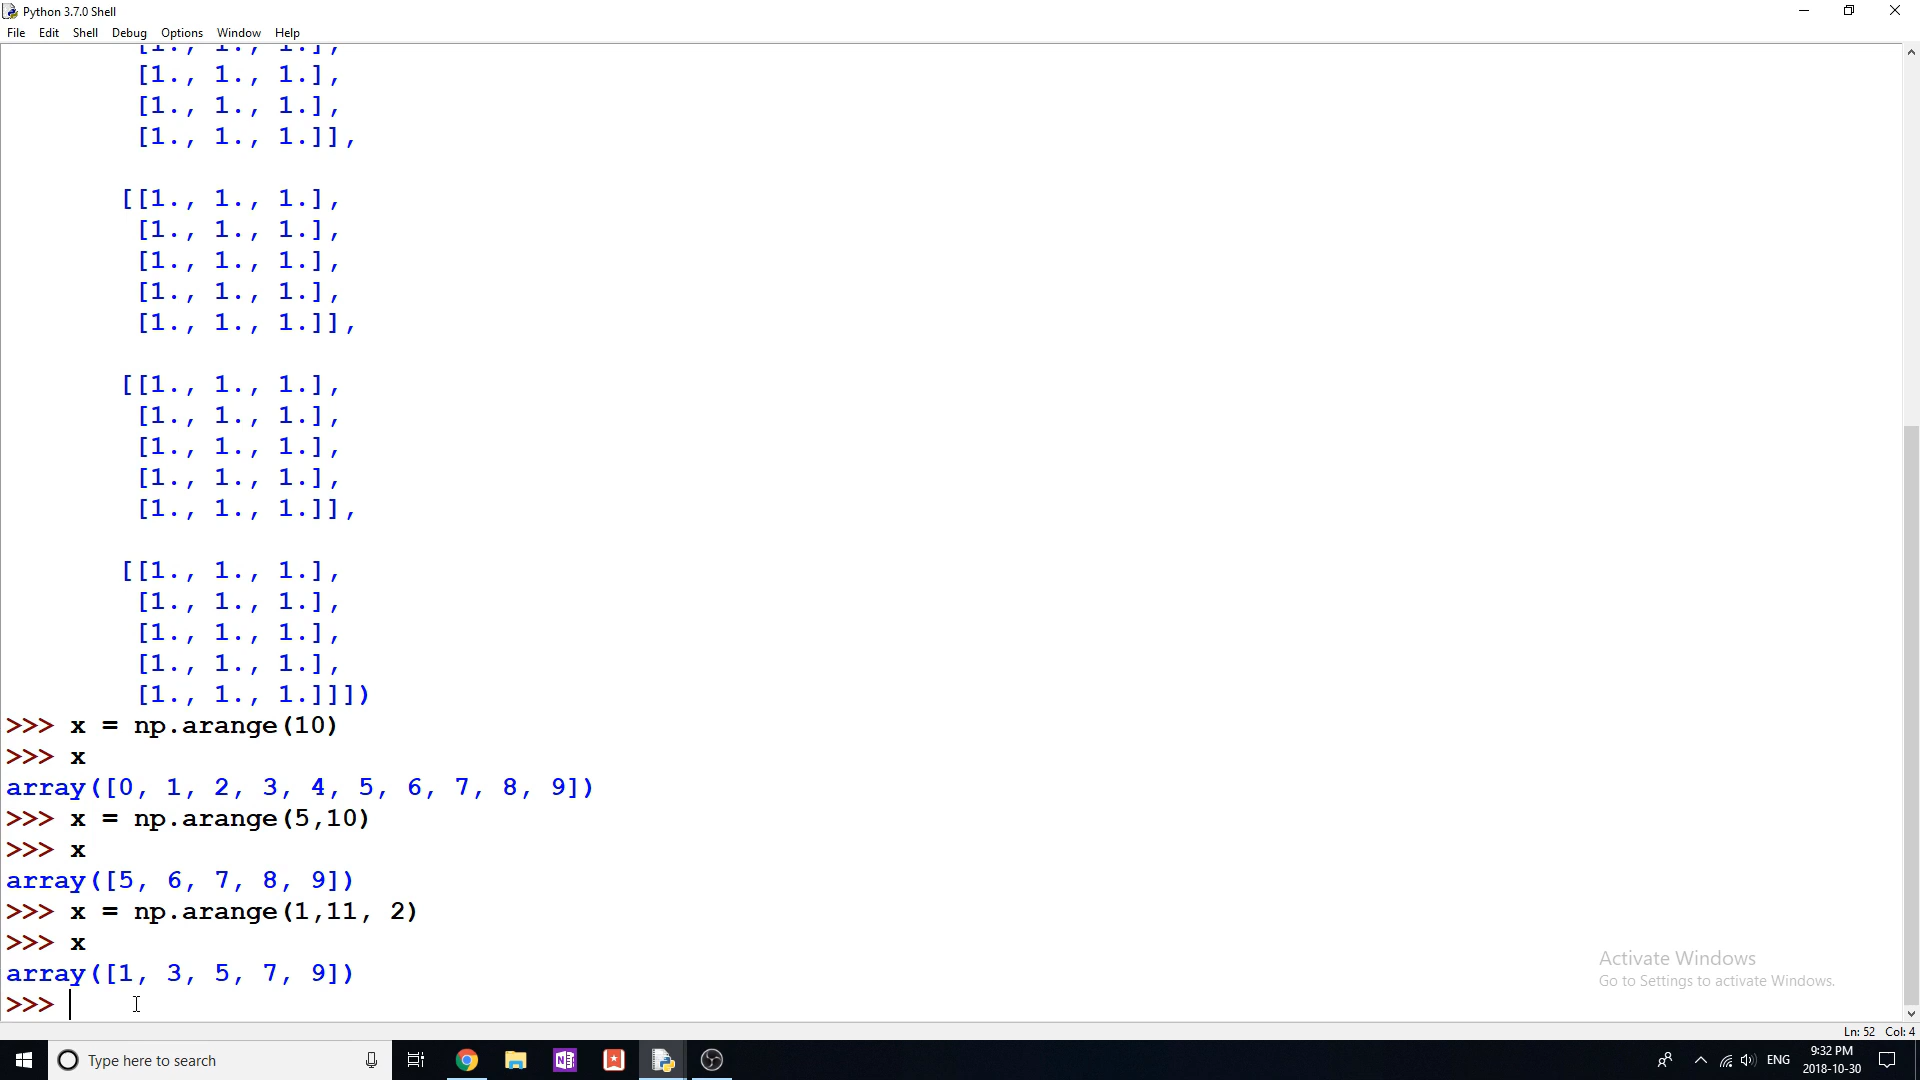 Python 3.7.0 Shell
File Edit Shell Debug Options Window Help
[1., 1., 1.],
[1., 1., 1.],
[1., 1., 1.],
[1., 1., 1.]],
[[1., 1., 1.],
[1., 1., 1.],
[1., 1., 1.],
[1., 1., 1.],
[1., 1., 1.]],
[[1., 1., 1.],
[1., 1., 1.],
[1., 1., 1.],
[1., 1., 1.],
[1., 1., 1.]],
[[1., 1., 1.],
[1., 1., 1.],
[1., 1., 1.],
[1., 1., 1.],
[1., 1., 1.]]])
>>> x = np.arange(10)
>>> x
array([0, 1, 2, 3, 4, 5, 6, 7, 8, 9])
>>> x = np.arange(5,10)
>>> x
array([5, 6, 7, 8, 9])
>>> x = np.arange(1,11, 2)
>>> x
array([1, 3, 5, 7, 9])
>>>
Activate Windows
Go to Settings to activate Windows.
Ln: 52 Col: 4
Type here to search
ENG
9:32 PM
2018-10-30